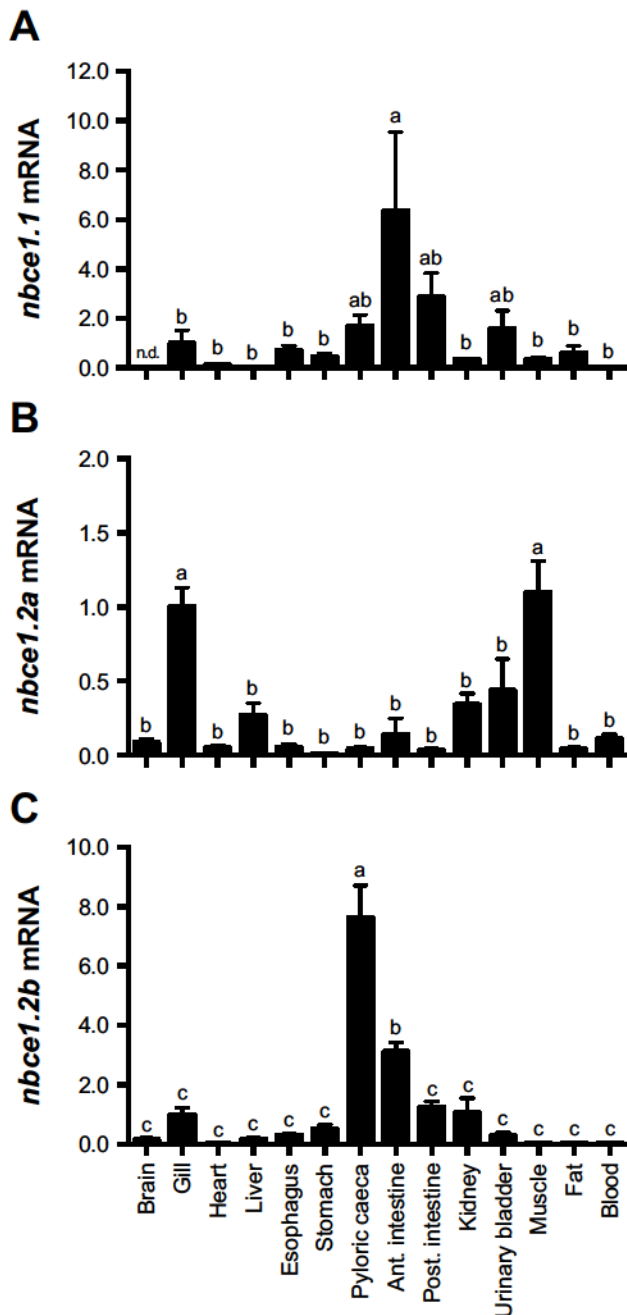 A
nbce1.1 mRNA
12.0
10.0
8.0
6.0
4.0
2.0
0.0
n.d. b b b b b ab a ab b ab b b b
B
nbce1.2a mRNA
2.0
1.5
1.0
0.5
0.0
b a b b b b b b b b b a b b
C
nbce1.2b mRNA
10.0
8.0
6.0
4.0
2.0
0.0
c c c c c c a b c c c c c c
Brain
Gill
Heart
Liver
Esophagus
Stomach
Pyloric caeca
Ant. intestine
Post. intestine
Kidney
Urinary bladder
Muscle
Fat
Blood